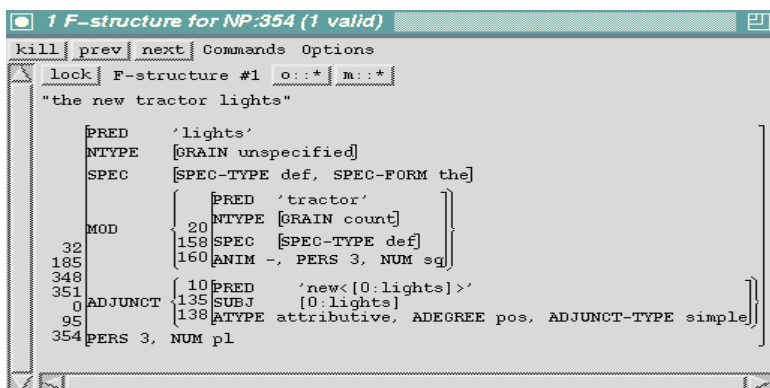 1 F-structure for NP:354 (1 valid)
kill prev next Commands Options
lock F-structure #1 o::* m::*
"the new tractor lights"
PRED 'lights'
NTYPE [GRAIN unspecified]
SPEC [SPEC-TYPE def, SPEC-FORM the]
PRED 'tractor'
MOD 20 NTYPE [GRAIN count]
32 158 SPEC [SPEC-TYPE def]
185 160 ANIM -, PERS 3, NUM sg
348 10 PRED 'new<[0:lights]>'
351 135 SUBJ [0:lights]
0 ADJUNCT 138 ATYPE attributive, ADEGREE pos, ADJUNCT-TYPE simple
95
354 PERS 3, NUM pl